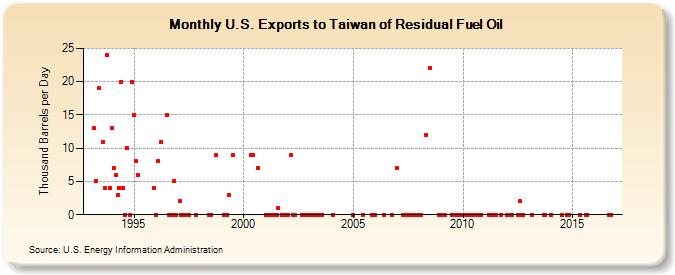 Monthly U.S. Exports to Taiwan of Residual Fuel Oil
Thousand Barrels per Day
25
20
15
10
5
0
1995 2000 2005 2010 2015
Source: U.S. Energy Information Administration